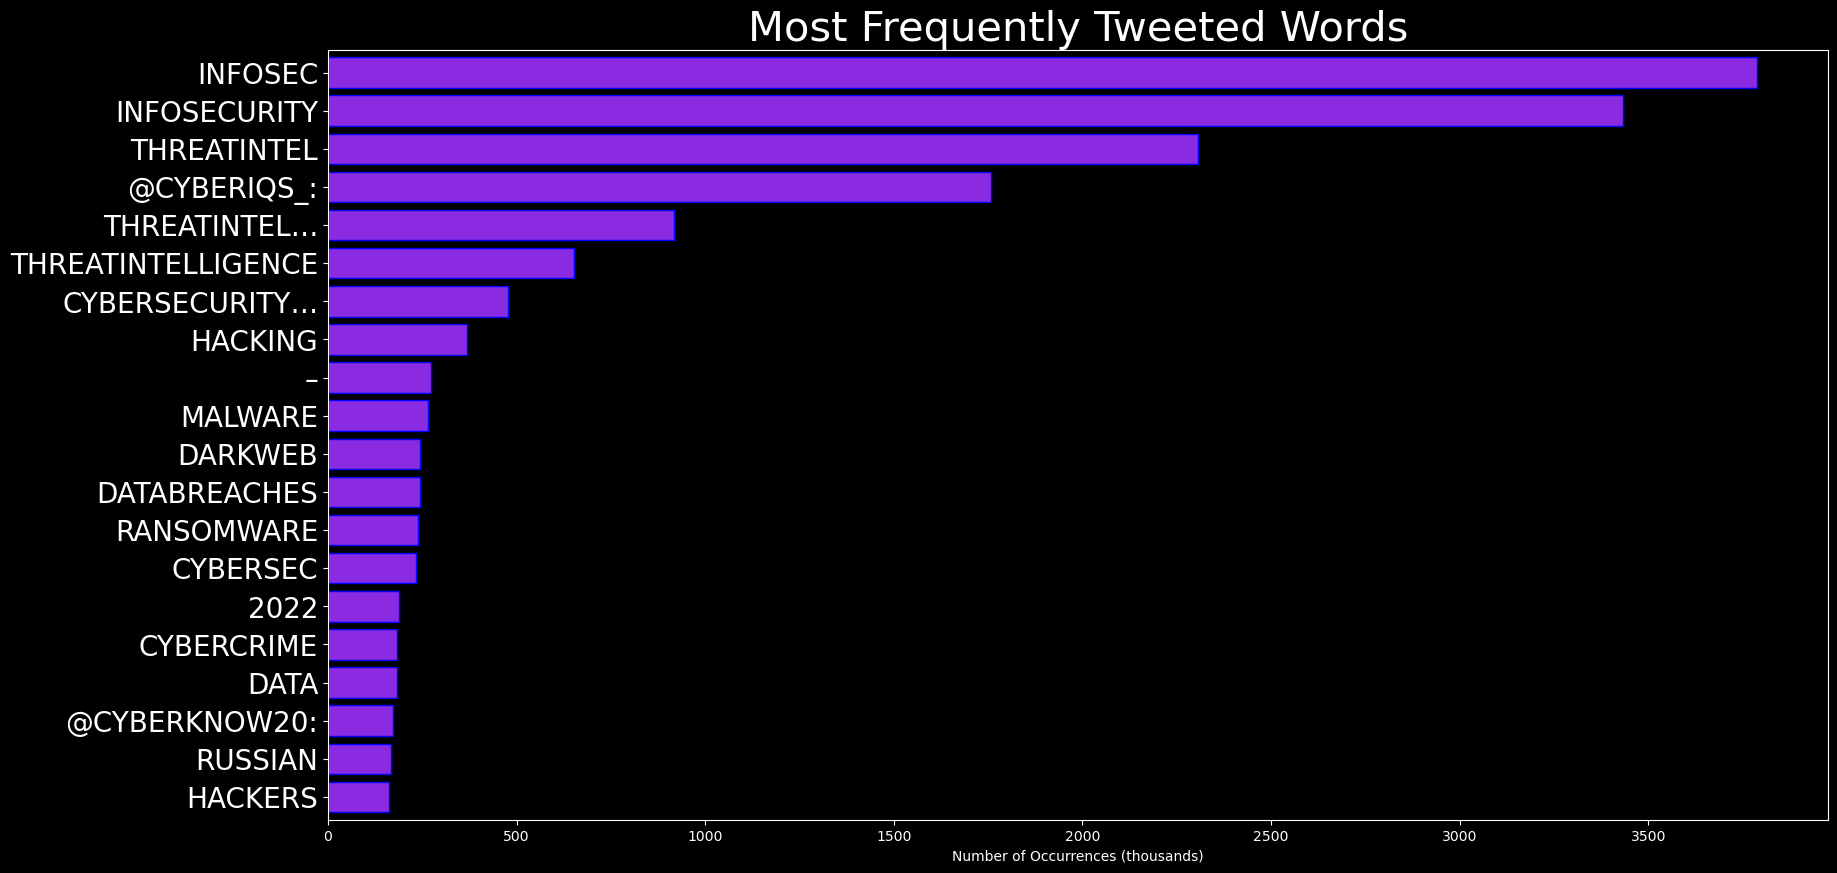 Most Frequently Tweeted Words
INFOSEC
INFOSECURITY
THREATINTEL
@CYBERIQS_:
THREATINTEL…
THREATINTELLIGENCE
CYBERSECURITY…
HACKING
–
MALWARE
DARKWEB
DATABREACHES
RANSOMWARE
CYBERSEC
2022
CYBERCRIME
DATA
@CYBERKNOW20:
RUSSIAN
HACKERS
0 500 1000 1500 2000 2500 3000 3500
Number of Occurrences (thousands)